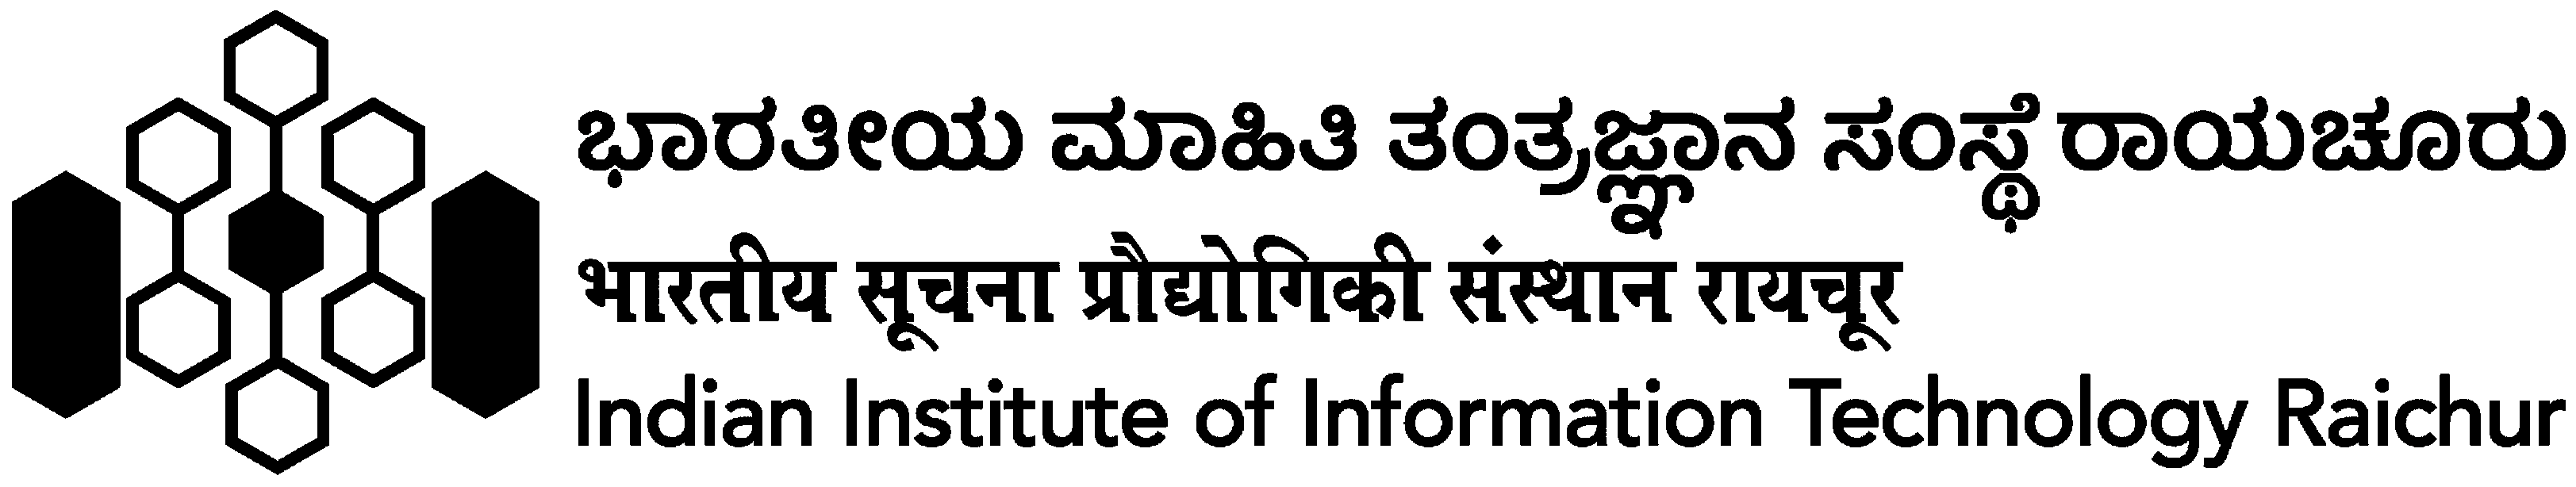 ಭಾರತೀಯ ಮಾಹಿತಿ ತಂತ್ರಜ್ಞಾನ ಸಂಸ್ಥೆ ರಾಯಚೂರು
भारतीय सूचना प्रौद्योगिकी संस्थान रायचूर
Indian Institute of Information Technology Raichur